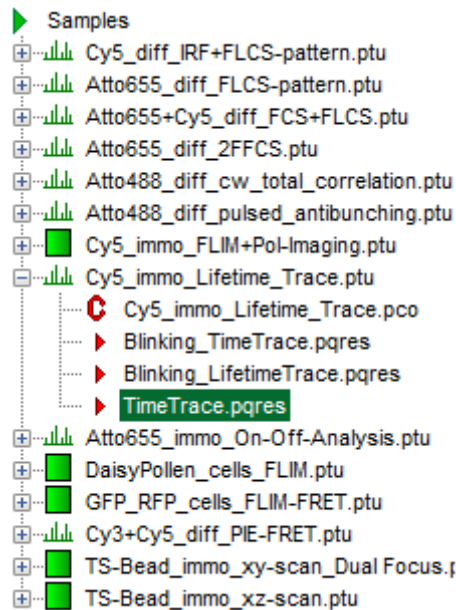 Samples
Cy5_diff_IRF+FLCS-pattern.ptu
Atto655_diff_FLCS-pattern.ptu
Atto655+Cy5_diff_FCS+FLCS.ptu
Atto655_diff_2FFCS.ptu
Atto488_diff_cw_total_correlation.ptu
Atto488_diff_pulsed_antibunching.ptu
Cy5_immo_FLIM+Pol-Imaging.ptu
Cy5_immo_Lifetime_Trace.ptu
C Cy5_immo_Lifetime_Trace.pco
Blinking_TimeTrace.pqres
Blinking_LifetimeTrace.pqres
TimeTrace.pqres
Atto655_immo_On-Off-Analysis.ptu
DaisyPollen_cells_FLIM.ptu
GFP_RFP_cells_FLIM-FRET.ptu
Cy3+Cy5_diff_PIE-FRET.ptu
TS-Bead_immo_xy-scan_Dual Focus.p
TS-Bead_immo_xz-scan.ptu